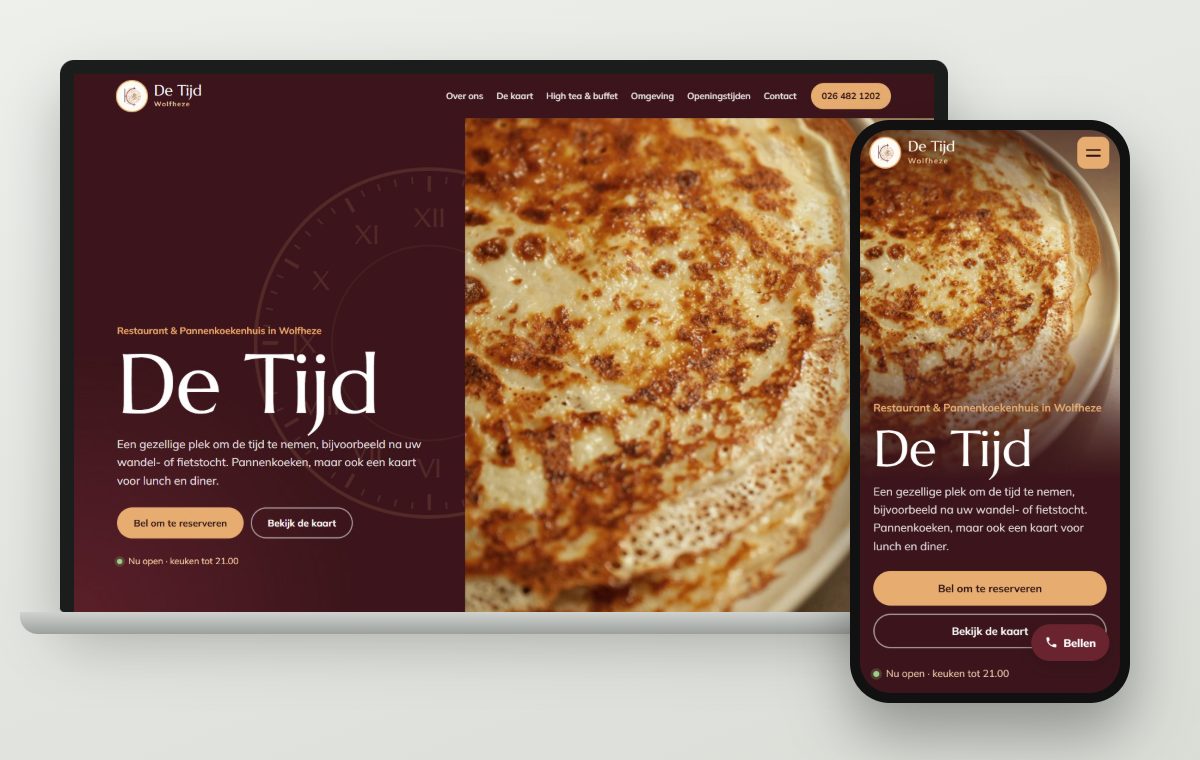 De Tijd
Wolfheze
Over ons De kaart High tea & buffet Omgeving Openingstijden Contact 026 482 1202
XII
XI
X
IX
VIII
VII
VI
Restaurant & Pannenkoekenhuis in Wolfheze
De Tijd
Een gezellige plek om de tijd te nemen, bijvoorbeeld na uw
wandel- of fietstocht. Pannenkoeken, maar ook een kaart
voor lunch en diner.
Bel om te reserveren Bekijk de kaart
Nu open · keuken tot 21.00
De Tijd
Wolfheze
Restaurant & Pannenkoekenhuis in Wolfheze
De Tijd
Een gezellige plek om de tijd te nemen,
bijvoorbeeld na uw wandel- of fietstocht.
Pannenkoeken, maar ook een kaart voor
lunch en diner.
Bel om te reserveren
Bekijk de kaart
Bellen
Nu open · keuken tot 21.00